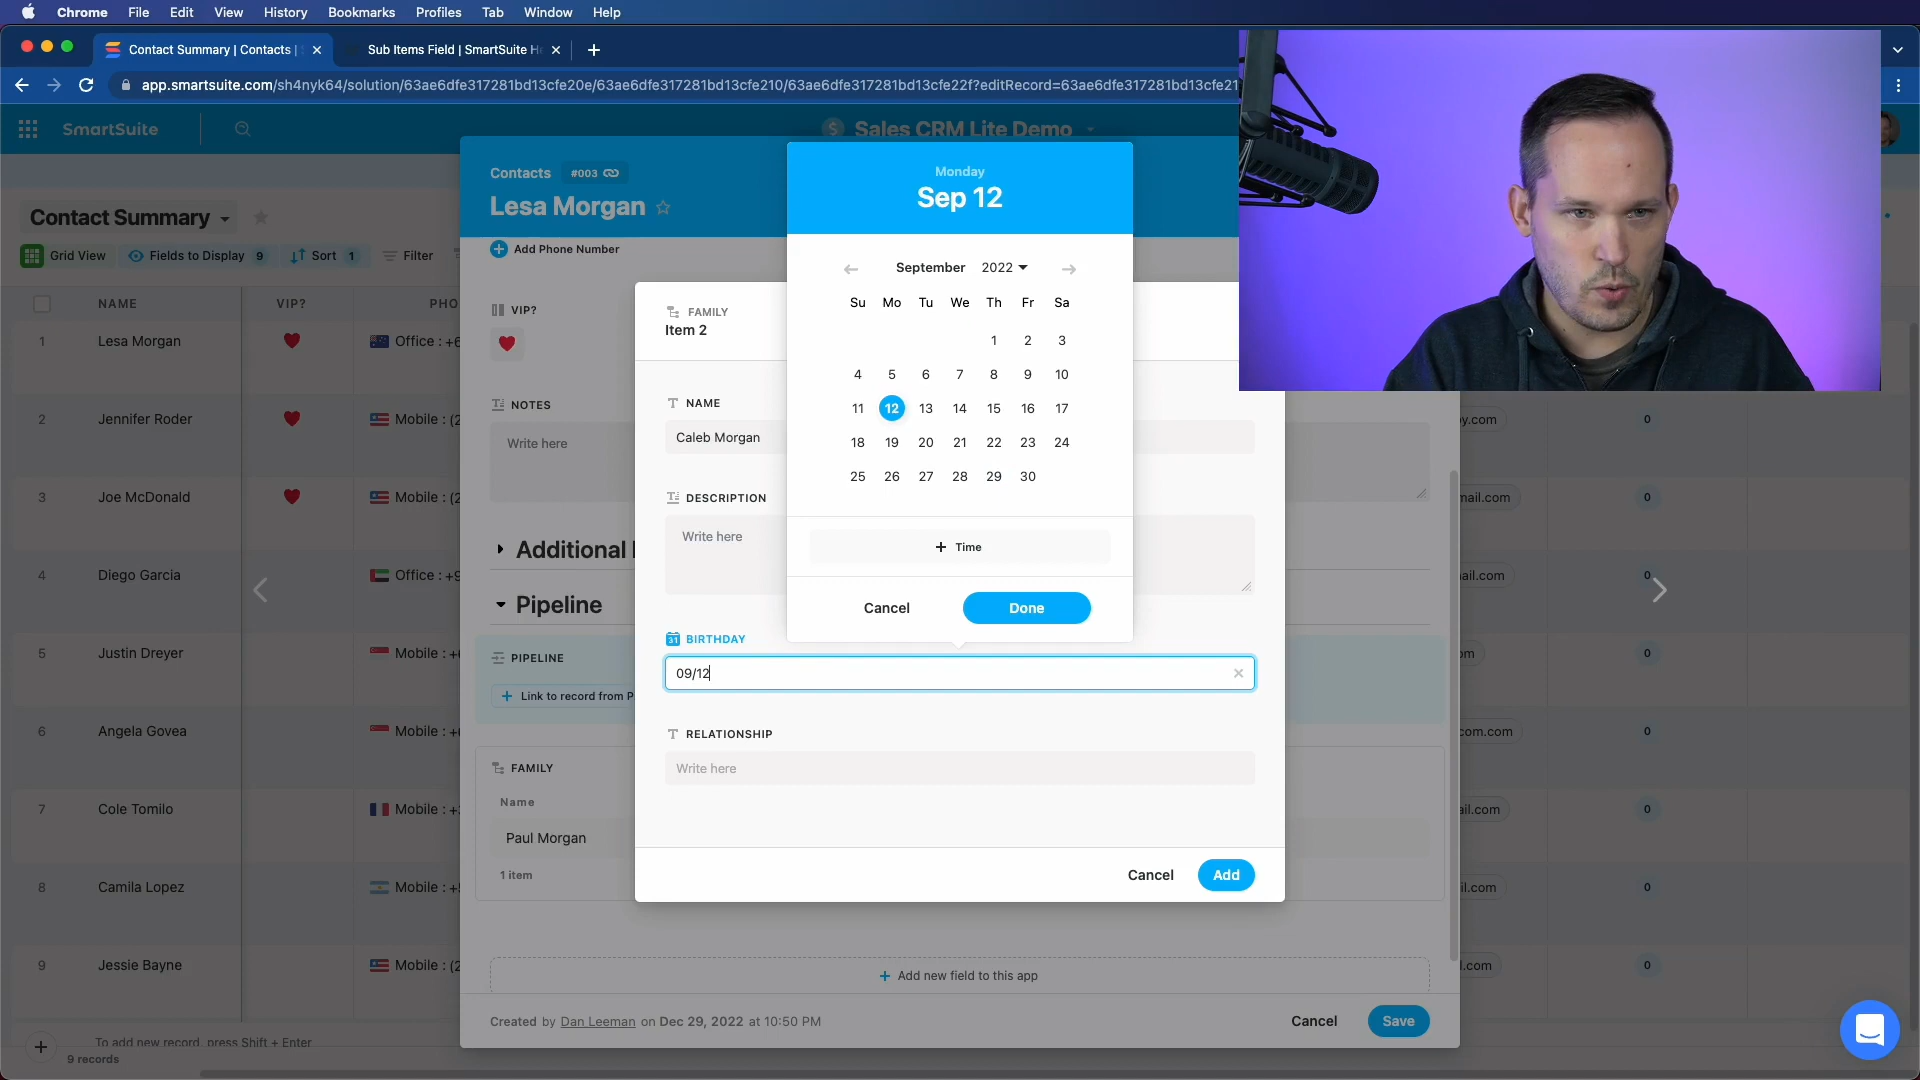 Chrome File Edit View History Bookmarks Profiles Tab Window Help
Contact Summary | Contacts |
Sub Items Field | SmartSuite He
app.smartsuite.com/sh4nyk64/solution/63ae6dfe317281bd13cfe20e/63ae6dfe317281bd13cfe210/63ae6dfe317281bd13cfe22f?editRecord=63ae6dfe317281bd13cfe21
SmartSuite
Sales CRM Lite Demo
Contact Summary
Grid View
Fields to Display 9
Sort 1
Filter
NAME
VIP?
PHO
1 Lesa Morgan Office : +6
2 Jennifer Roder Mobile : (2
3 Joe McDonald Mobile : (2
4 Diego Garcia Office : +9
5 Justin Dreyer Mobile : +
6 Angela Govea Mobile : +
7 Cole Tomilo Mobile : +
8 Camila Lopez Mobile : +
9 Jessie Bayne Mobile : (2
To add new record, press Shift + Enter
9 records
Contacts #003
Lesa Morgan
Add Phone Number
VIP?
NOTES
Write here
Additional
Pipeline
PIPELINE
Link to record from P
FAMILY
Name
Paul Morgan
1 item
Add new field to this app
Created by Dan Leeman on Dec 29, 2022 at 10:50 PM
Cancel
Save
FAMILY
Item 2
NAME
Caleb Morgan
DESCRIPTION
Write here
BIRTHDAY
09/12
RELATIONSHIP
Write here
Cancel
Add
Monday
Sep 12
September 2022
Su Mo Tu We Th Fr Sa
1 2 3
4 5 6 7 8 9 10
11 12 13 14 15 16 17
18 19 20 21 22 23 24
25 26 27 28 29 30
+ Time
Cancel
Done
y.com 0
mail.com 0
ail.com 0
om 0
com.com 0
ail.com 0
il.com 0
l.com 0